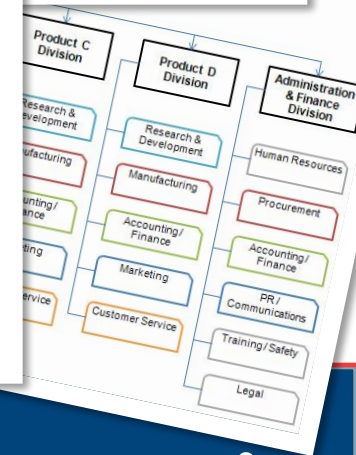 Product C
Division
Research &
Manufacturing
Product D
Division
Research &
Development
Manufacturing
Accounting/
Finance
Marketing
Customer Service
Administration
& Finance
Division
Human Resources
Procurement
Accounting/
Finance
PR/
Communications
Training/Safety
Legal